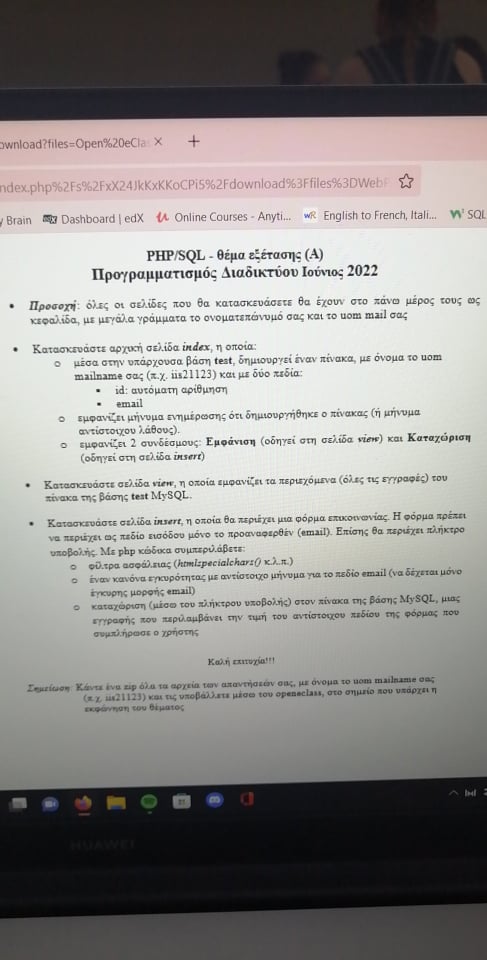 ownload?files=Open%20eCla
ndex.php%2Fs%2FxX24JkKxKKoCPi5%2Fdownload%3Ffiles%3DWebP
y Brain Dashboard | edX Online Courses - Anyti... WR English to French, Itali... SQL
PHP/SQL - θέμα εξέτασης (Α)
Προγραμματισμός Διαδικτύου Ιούνιος 2022
Προσοχή: όλες οι σελίδες που θα κατασκευάσετε θα έχουν στο πάνω μέρος τους ως
κεφαλίδα, με μεγάλα γράμματα το ονοματεπώνυμό σας και το uom mail σας
Κατασκευάστε αρχική σελίδα index, η οποία:
μέσα στην υπάρχουσα βάση test, δημιουργεί έναν πίνακα, με όνομα το uom
mailname σας (π.χ. iis21123) και με δύο πεδία:
id: αυτόματη αρίθμηση
email
εμφανίζει μήνυμα ενημέρωσης ότι δημιουργήθηκε ο πίνακας (ή μήνυμα
αντίστοιχου λάθους).
εμφανίζει 2 συνδέσμους: Εμφάνιση (οδηγεί στη σελίδα view) και Καταχώριση
(οδηγεί στη σελίδα insert)
Κατασκευάστε σελίδα view, η οποία εμφανίζει τα περιεχόμενα (όλες τις εγγραφές) του
πίνακα της βάσης test MySQL.
Κατασκευάστε σελίδα insert, η οποία θα περιέχει μια φόρμα επικοινωνίας. Η φόρμα πρέπει
να περιέχει ως πεδίο εισόδου μόνο το προαναφερθέν (email). Επίσης θα περιέχει πλήκτρο
υποβολής. Με php κώδικα συμπεριλάβετε:
φίλτρα ασφάλειας (htmlspecialchars() κ.λ.π.)
έναν κανόνα εγκυρότητας με αντίστοιχο μήνυμα για το πεδίο email (να δέχεται μόνο
έγκυρης μορφής email)
καταχώριση (μέσω του πλήκτρου υποβολής) στον πίνακα της βάσης MySQL, μιας
εγγραφής που περιλαμβάνει την τιμή του αντίστοιχου πεδίου της φόρμας που
συμπλήρωσε ο χρήστης
Καλή επιτυχία!!!
Σημείωση: Κάντε ένα zip όλα τα αρχεία των απαντήσεών σας, με όνομα το uom mailname σας
(π.χ. iis21123) και τις υποβάλλετε μέσω του openeclass, στο σημείο που υπάρχει η
εκφώνηση του θέματος
HUAWEI